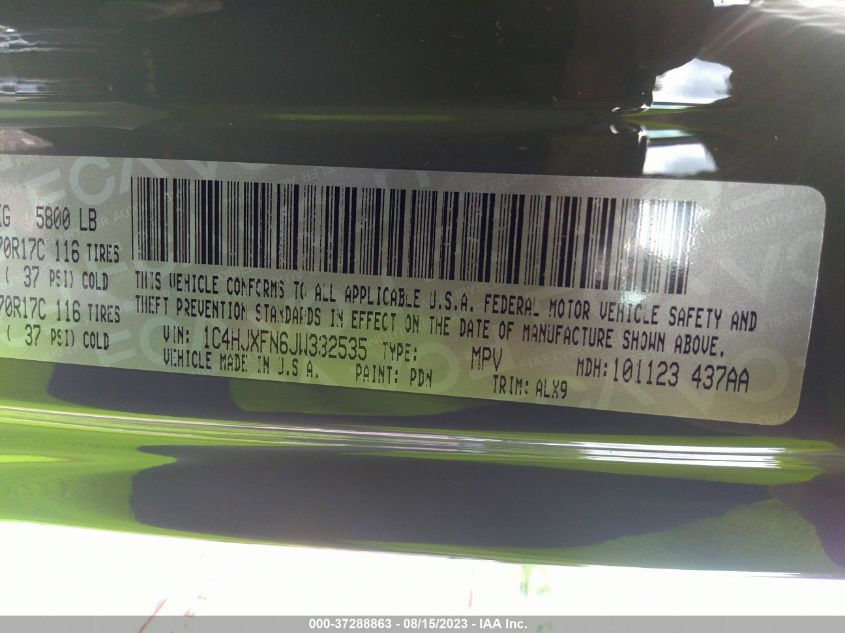 KG 5800 LB
70R17C 116 TIRES
( 37 PSI) COLD
70R17C 116 TIRES
( 37 PSI) COLD
THIS VEHICLE CONFORMS TO ALL APPLICABLE U.S.A. FEDERAL MOTOR VEHICLE SAFETY AND
THEFT PREVENTION STANDARDS IN EFFECT ON THE DATE OF MANUFACTURE SHOWN ABOVE.
VIN: 1C4HJXFN6JW332535 TYPE: MPV MDH: 101123 437AA
VEHICLE MADE IN U.S.A. PAINT: PDN TRIM: ALX9
000-37288863 - 08/15/2023 - IAA Inc.